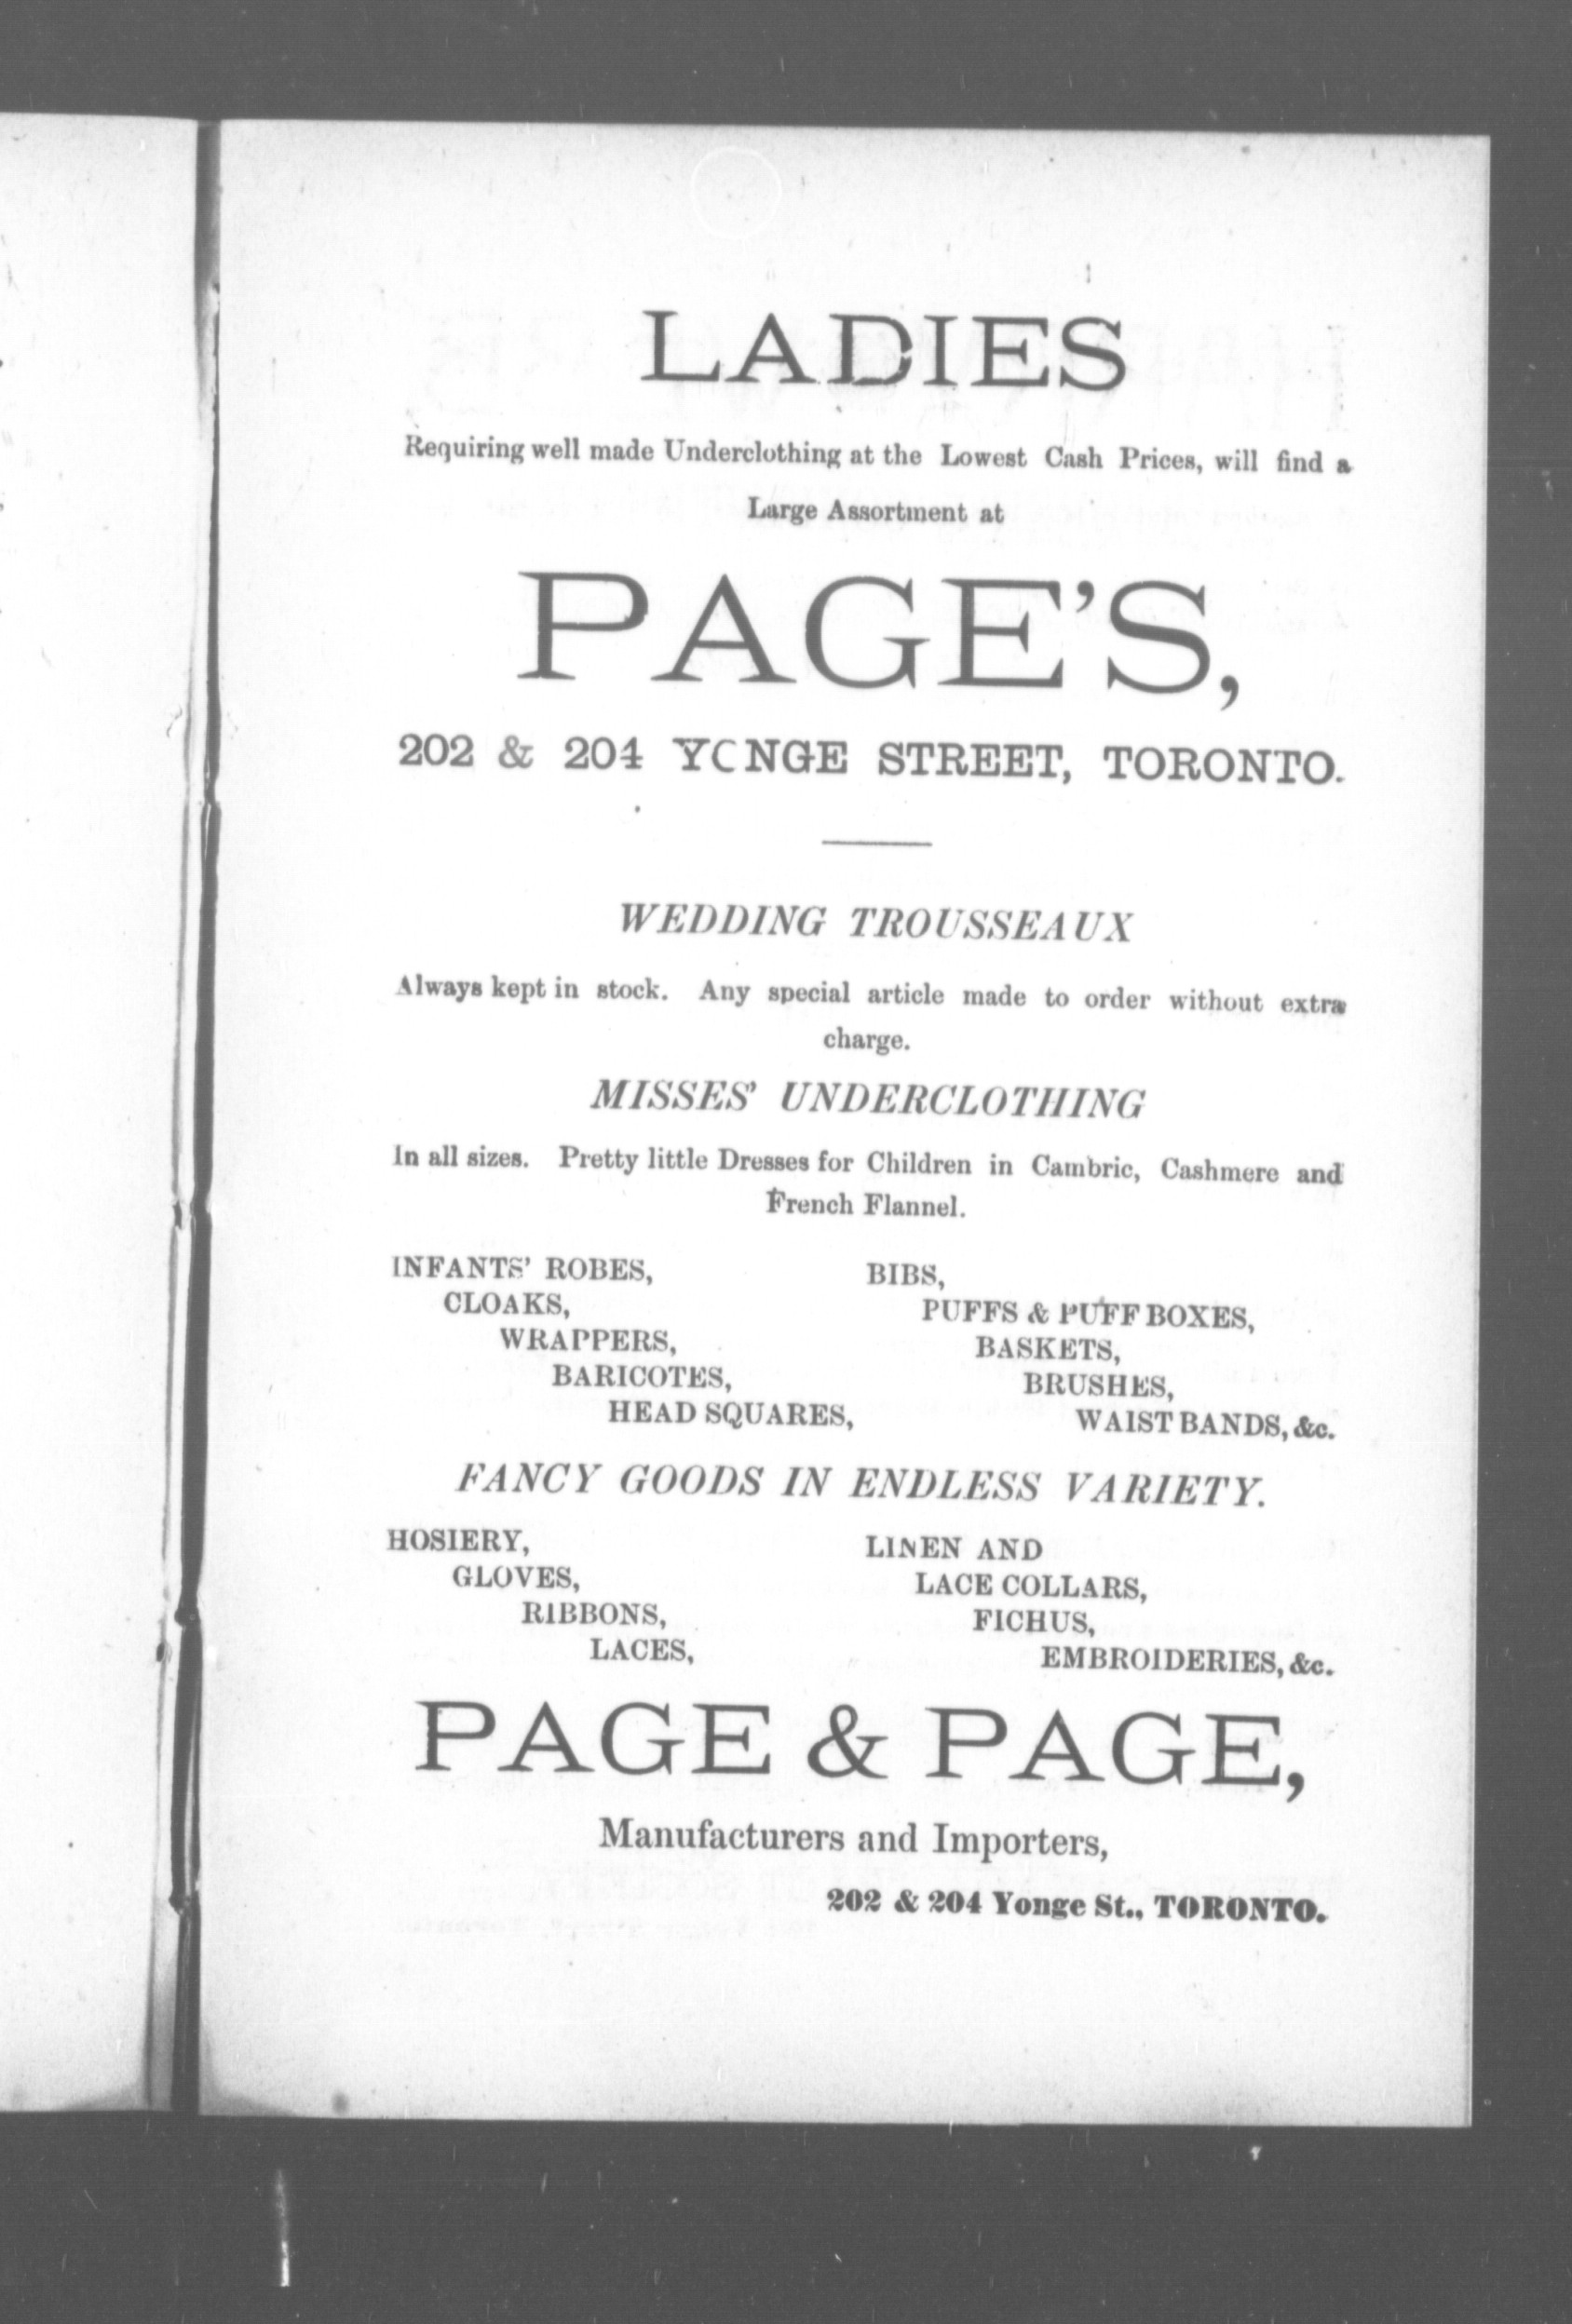 LADIES
Requiring well made Underclothing at the Lowest Cash Prices, will find a
Large Assortment at
PAGE'S,
202 & 204 YONGE STREET, TORONTO.
WEDDING TROUSSEAUX
Always kept in stock. Any special article made to order without extra
charge.
MISSES' UNDERCLOTHING
In all sizes. Pretty little Dresses for Children in Cambric, Cashmere and
French Flannel.
INFANTS' ROBES,
CLOAKS,
WRAPPERS,
BARICOTES,
HEAD SQUARES,
BIBS,
PUFFS & PUFF BOXES,
BASKETS,
BRUSHES,
WAIST BANDS, &c.
FANCY GOODS IN ENDLESS VARIETY.
HOSIERY,
GLOVES,
RIBBONS,
LACES,
LINEN AND
LACE COLLARS,
FICHUS,
EMBROIDERIES, &c.
PAGE & PAGE,
Manufacturers and Importers,
202 & 204 Yonge St., TORONTO.